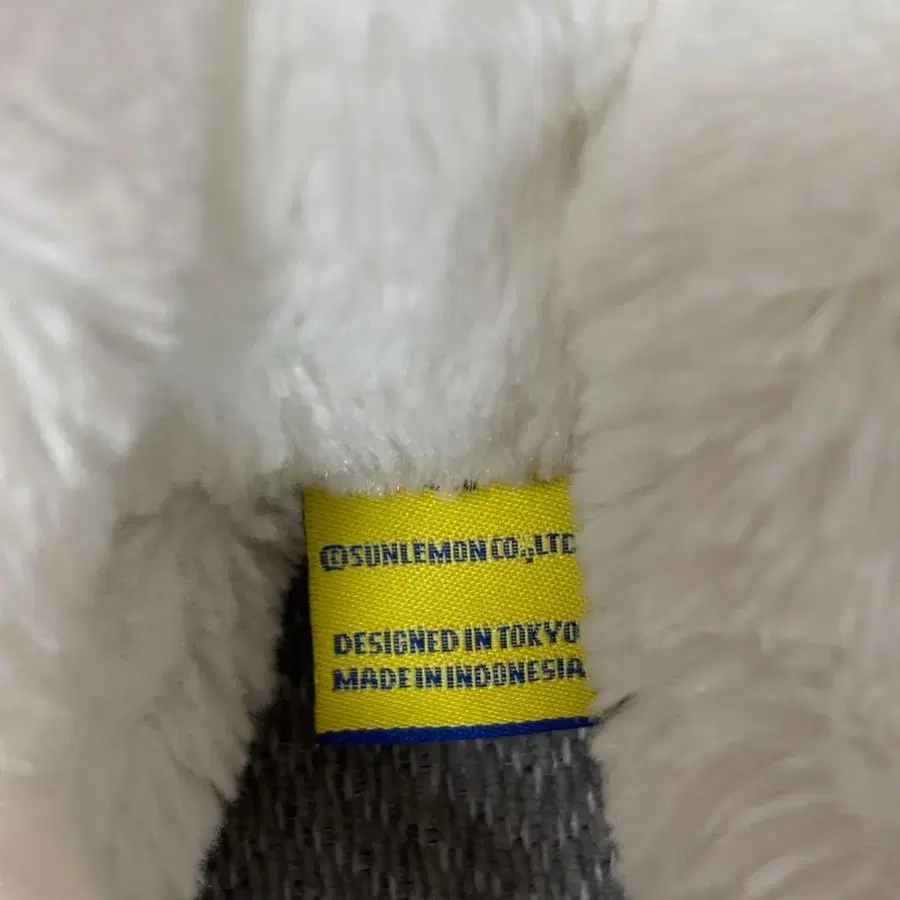 ©SUNLEMON CO.,LTD
DESIGNED IN TOKYO
MADE IN INDONESIA